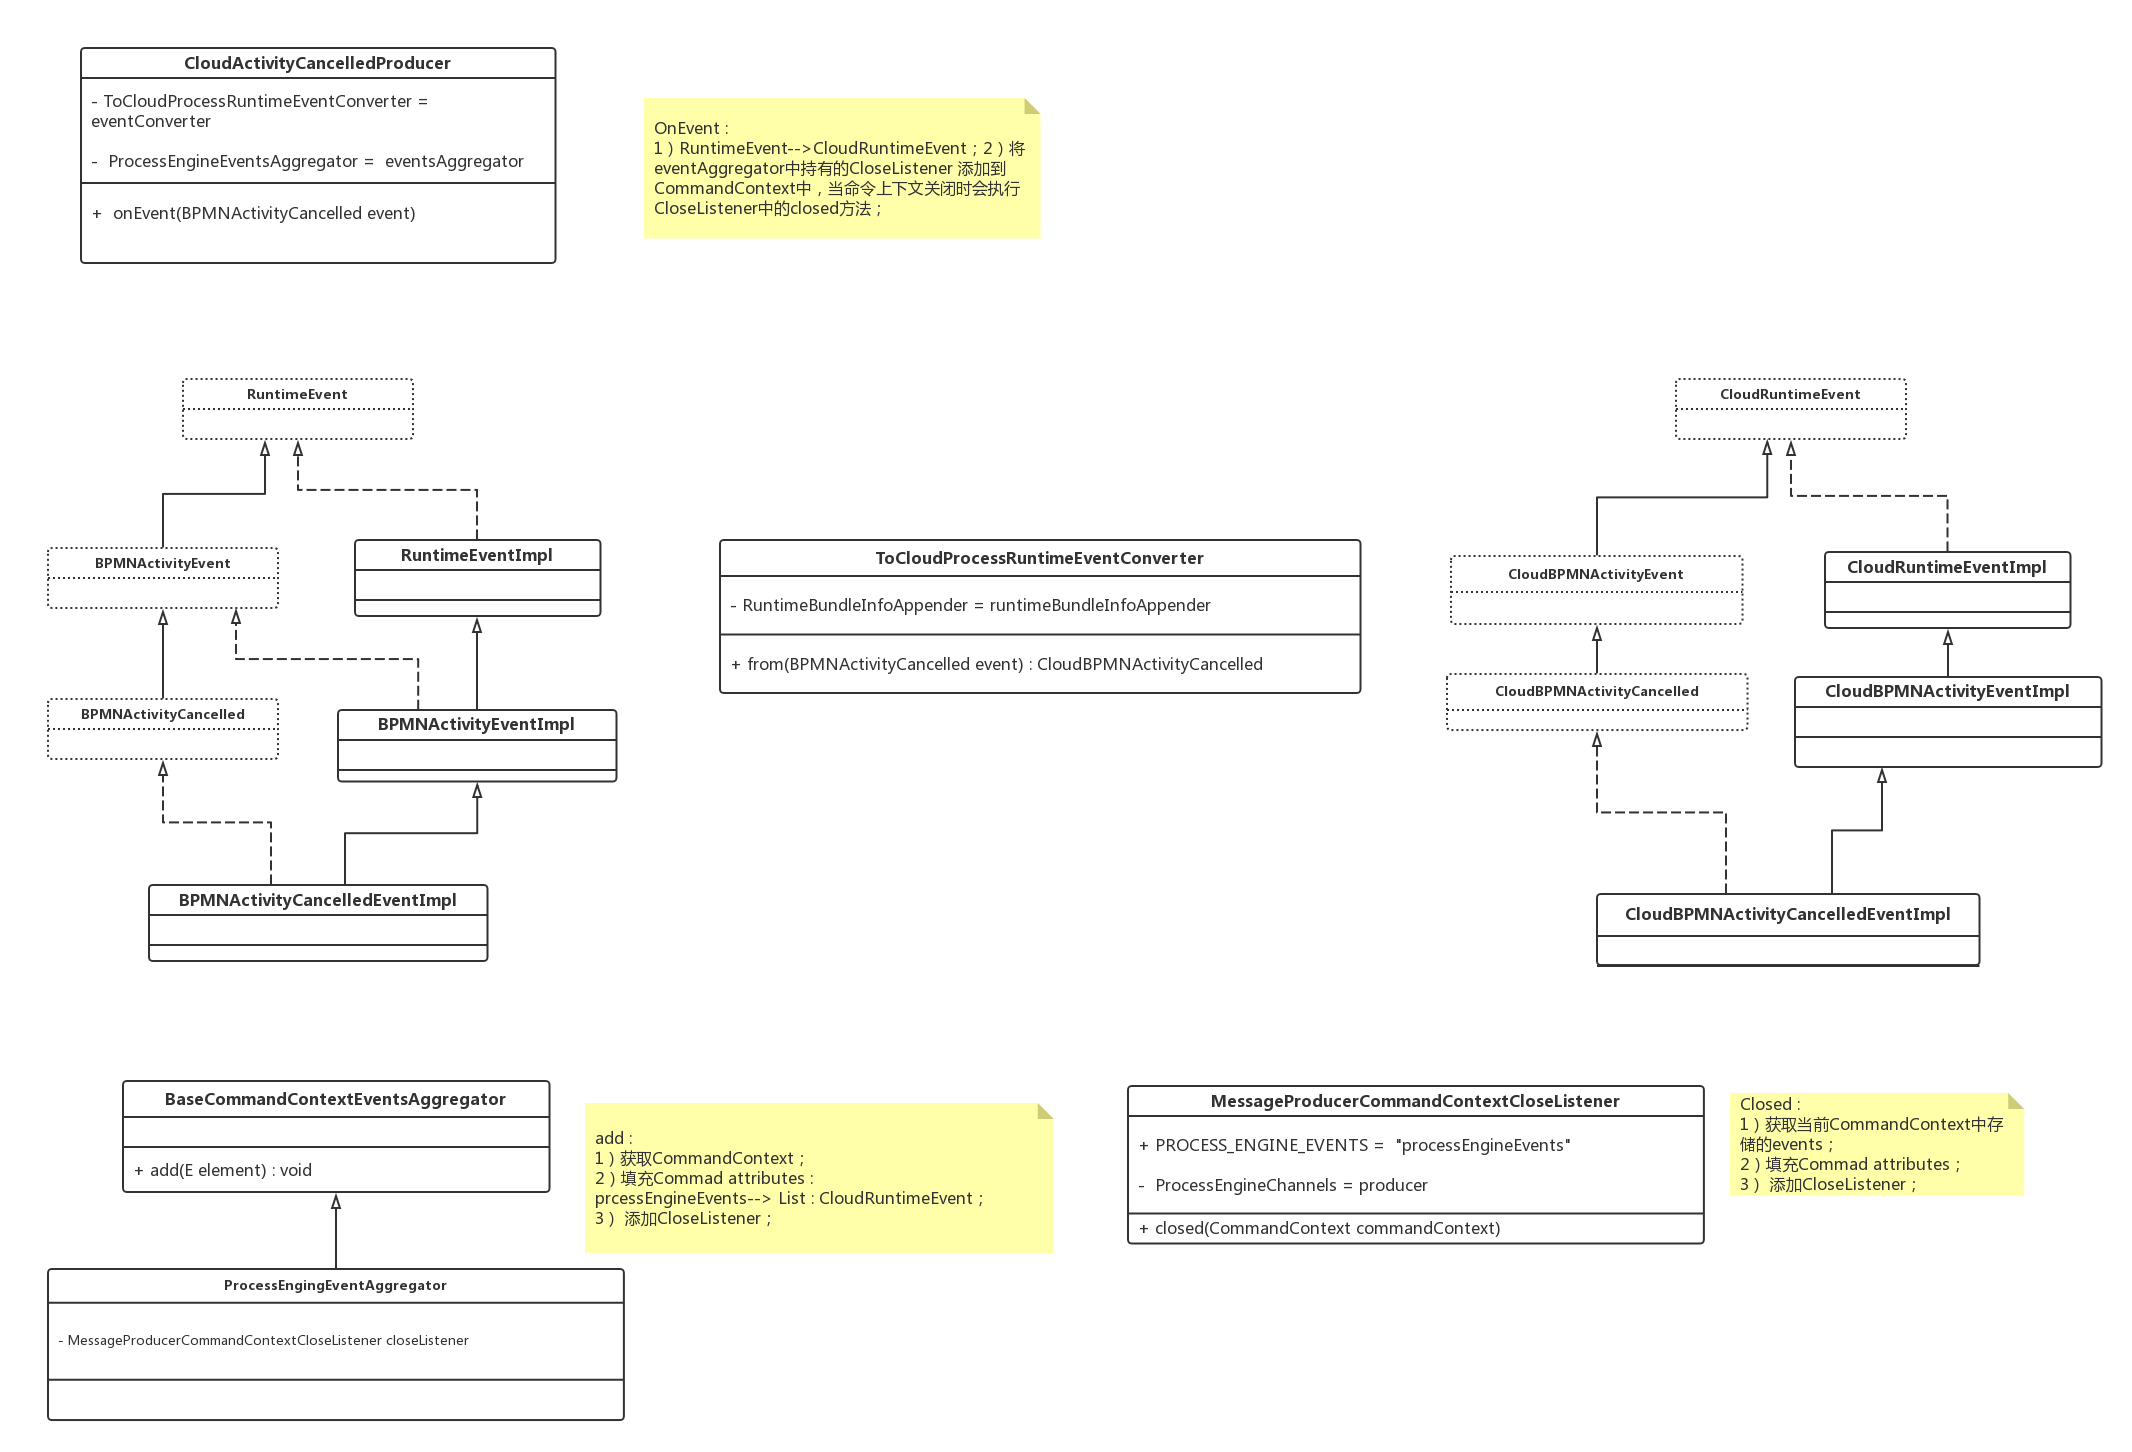 CloudActivityCancelledProducer
- ToCloudProcessRuntimeEventConverter =
eventConverter
-  ProcessEngineEventsAggregator =  eventsAggregator
+  onEvent(BPMNActivityCancelled event)
OnEvent :
1）RuntimeEvent-->CloudRuntimeEvent；2）将
eventAggregator中持有的CloseListener 添加到
CommandContext中，当命令上下文关闭时会执行
CloseListener中的closed方法；
RuntimeEvent
BPMNActivityEvent
RuntimeEventImpl
BPMNActivityCancelled
BPMNActivityEventImpl
BPMNActivityCancelledEventImpl
ToCloudProcessRuntimeEventConverter
- RuntimeBundleInfoAppender = runtimeBundleInfoAppender
+ from(BPMNActivityCancelled event) : CloudBPMNActivityCancelled
CloudRuntimeEvent
CloudBPMNActivityEvent
CloudRuntimeEventImpl
CloudBPMNActivityCancelled
CloudBPMNActivityEventImpl
CloudBPMNActivityCancelledEventImpl
BaseCommandContextEventsAggregator
+ add(E element) : void
ProcessEngingEventAggregator
- MessageProducerCommandContextCloseListener closeListener
add :
1）获取CommandContext；
2）填充Commad attributes :
prcessEngineEvents--> List : CloudRuntimeEvent；
3） 添加CloseListener；
MessageProducerCommandContextCloseListener
+ PROCESS_ENGINE_EVENTS =  "processEngineEvents"
-  ProcessEngineChannels = producer
+ closed(CommandContext commandContext)
Closed :
1）获取当前CommandContext中存
储的events；
2）填充Commad attributes；
3） 添加CloseListener；